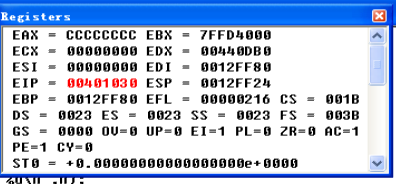 Registers
EAX = CCCCCCCC EBX = 7FFD4000
ECX = 00000000 EDX = 00440DB0
ESI = 00000000 EDI = 0012FF80
EIP = 00401030 ESP = 0012FF24
EBP = 0012FF80 EFL = 00000216 CS = 001B
DS = 0023 ES = 0023 SS = 0023 FS = 003B
GS = 0000 OV=0 UP=0 EI=1 PL=0 ZR=0 AC=1
PE=1 CY=0
ST0 = +0.00000000000000000e+0000